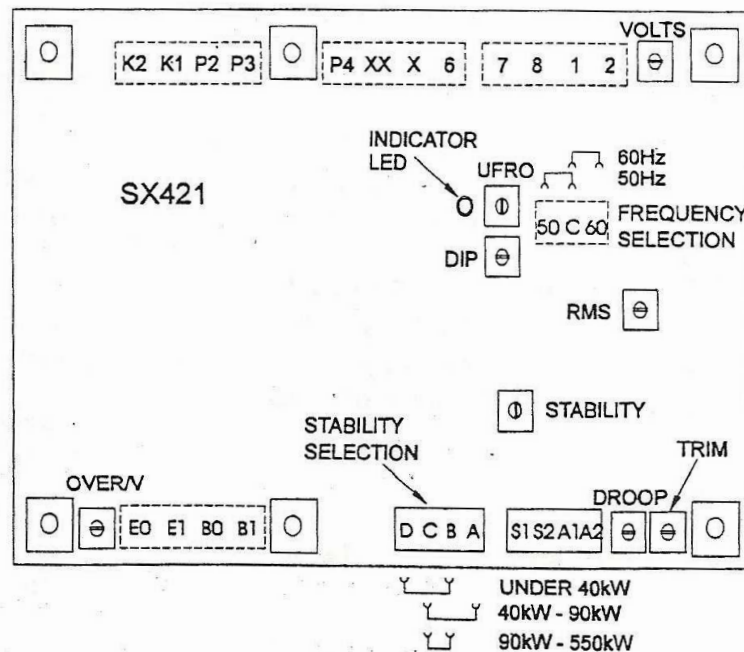 VOLTS
K2 K1 P2 P3 P4 XX X 6 7 8 1 2
INDICATOR
LED
UFRO
60Hz
50Hz
SX421
50 C 60
FREQUENCY
SELECTION
DIP
RMS
STABILITY
STABILITY
SELECTION
TRIM
OVER/V
DROOP
E0 E1 B0 B1 D C B A S1 S2 A1 A2
UNDER 40kW
40kW - 90kW
90kW - 550kW